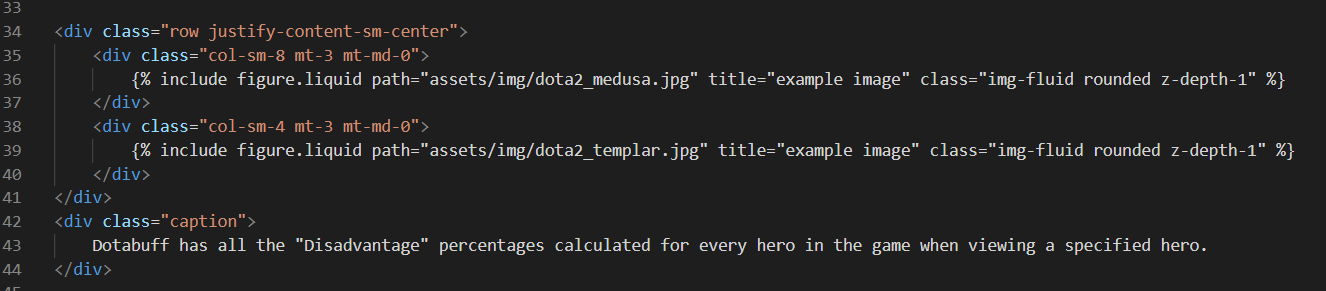 33
34 <div class="row justify-content-sm-center">
35     <div class="col-sm-8 mt-3 mt-md-0">
36         {% include figure.liquid path="assets/img/dota2_medusa.jpg" title="example image" class="img-fluid rounded z-depth-1" %}
37     </div>
38     <div class="col-sm-4 mt-3 mt-md-0">
39         {% include figure.liquid path="assets/img/dota2_templar.jpg" title="example image" class="img-fluid rounded z-depth-1" %}
40     </div>
41 </div>
42 <div class="caption">
43     Dotabuff has all the "Disadvantage" percentages calculated for every hero in the game when viewing a specified hero.
44 </div>
45